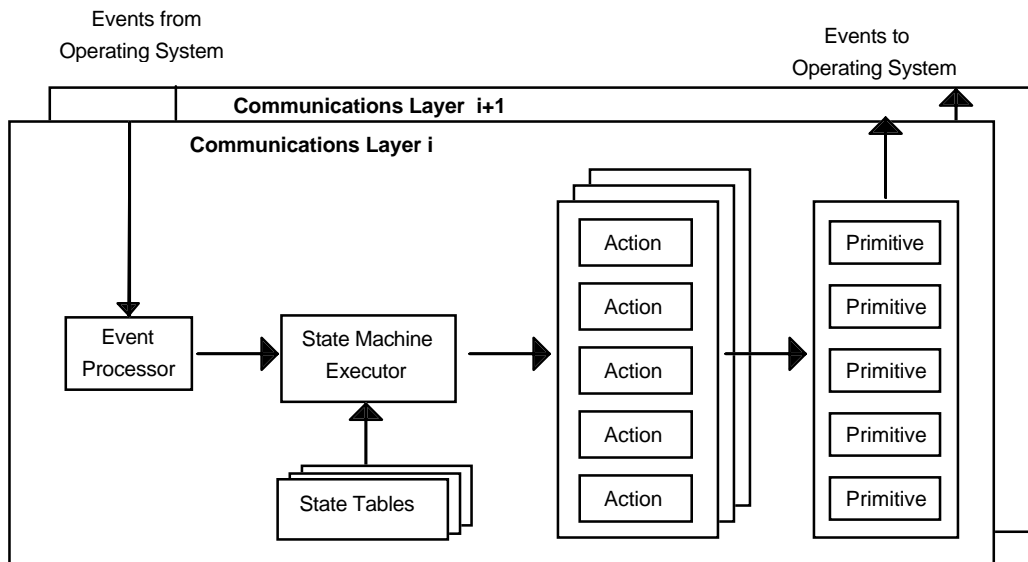 Events from
Operating System
Events to
Operating System
Communications Layer i+1
Communications Layer i
Event
Processor
State Machine
Executor
State Tables
Action
Action
Action
Action
Action
Primitive
Primitive
Primitive
Primitive
Primitive